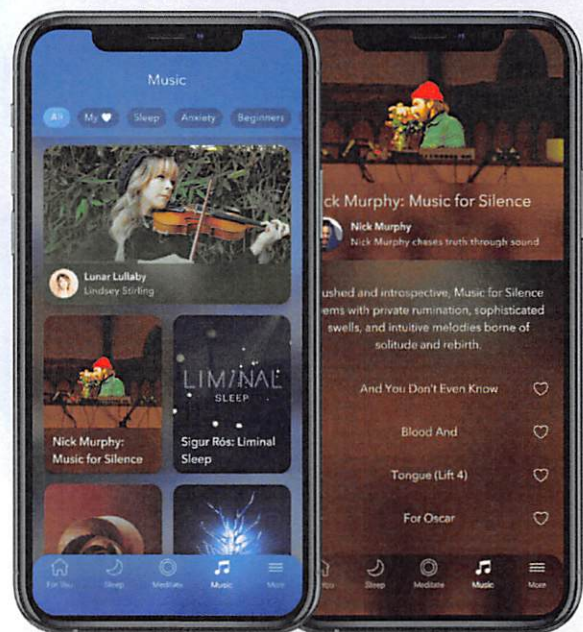 Music
All
My
Sleep
Anxiety
Beginners
Lunar Lullaby
Lindsey Stirling
Nick Murphy:
Music for Silence
LIMINAL
SLEEP
Sigur Rós: Liminal
Sleep
For You
Sleep
Meditate
Music
More
ck Murphy: Music for Silence
Nick Murphy
Nick Murphy chases truth through sound
ushed and introspective, Music for Silence
ems with private rumination, sophisticated
swells, and intuitive melodies borne of
solitude and rebirth.
And You Don't Even Know
Blood And
Tongue (Lift 4)
For Oscar
You
Sleep
Meditate
Music
More